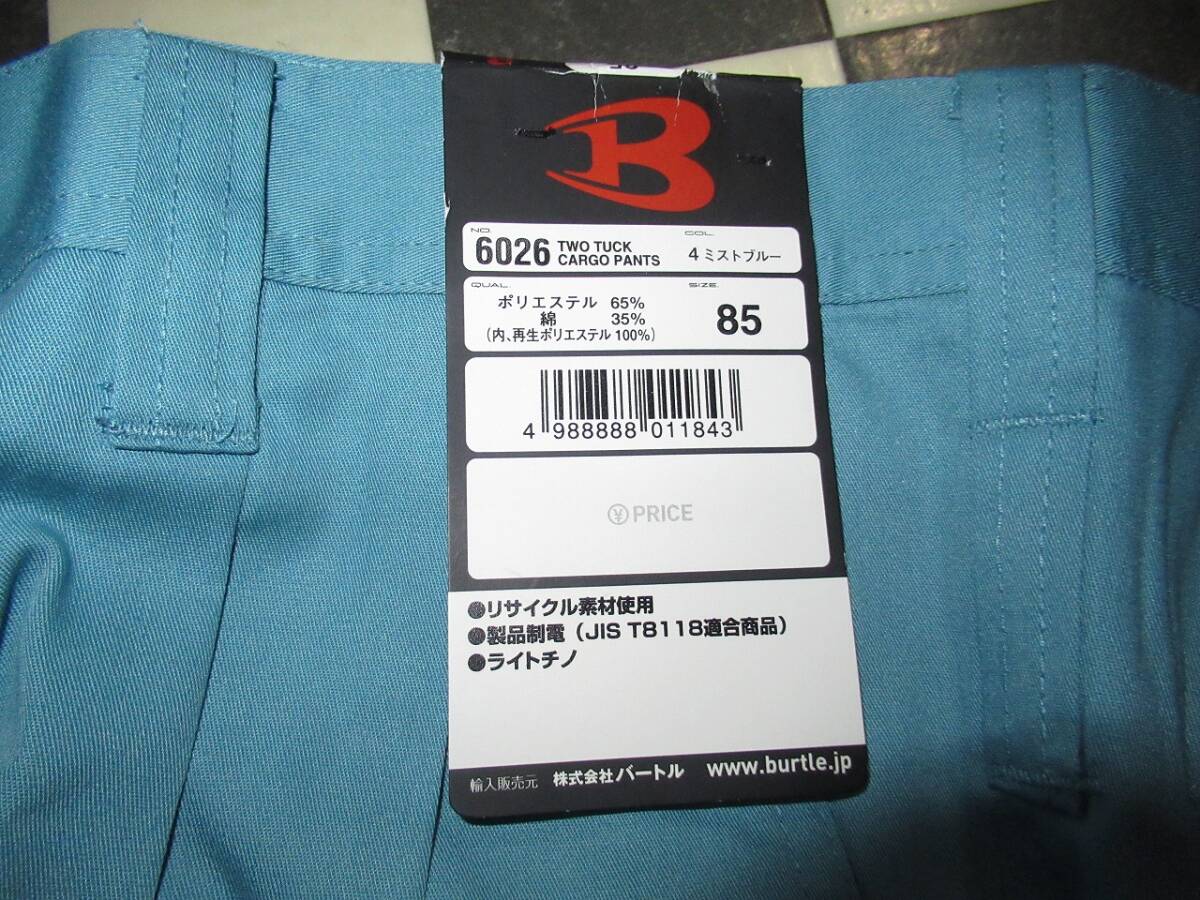 B
NO. COL.
6026 TWO TUCK CARGO PANTS 4 ミストブルー
QUAL. SIZE.
ポリエステル 65%
綿 35%
(内、再生ポリエステル 100%)
85
4 988888 011843
¥ PRICE
●リサイクル素材使用
●製品制電(JIS T8118適合商品)
●ライトチノ
輸入販売元 株式会社バートル www.burtle.jp